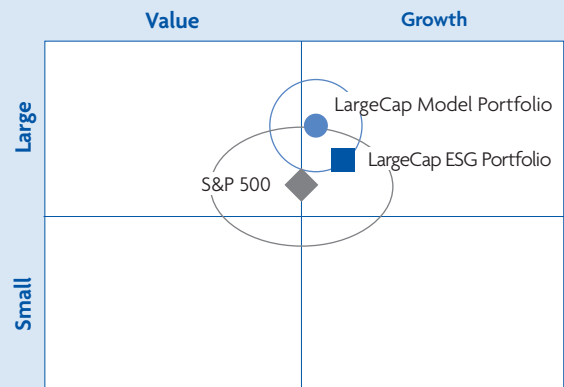 Value
Growth
Large
LargeCap Model Portfolio
LargeCap ESG Portfolio
S&P 500
Small